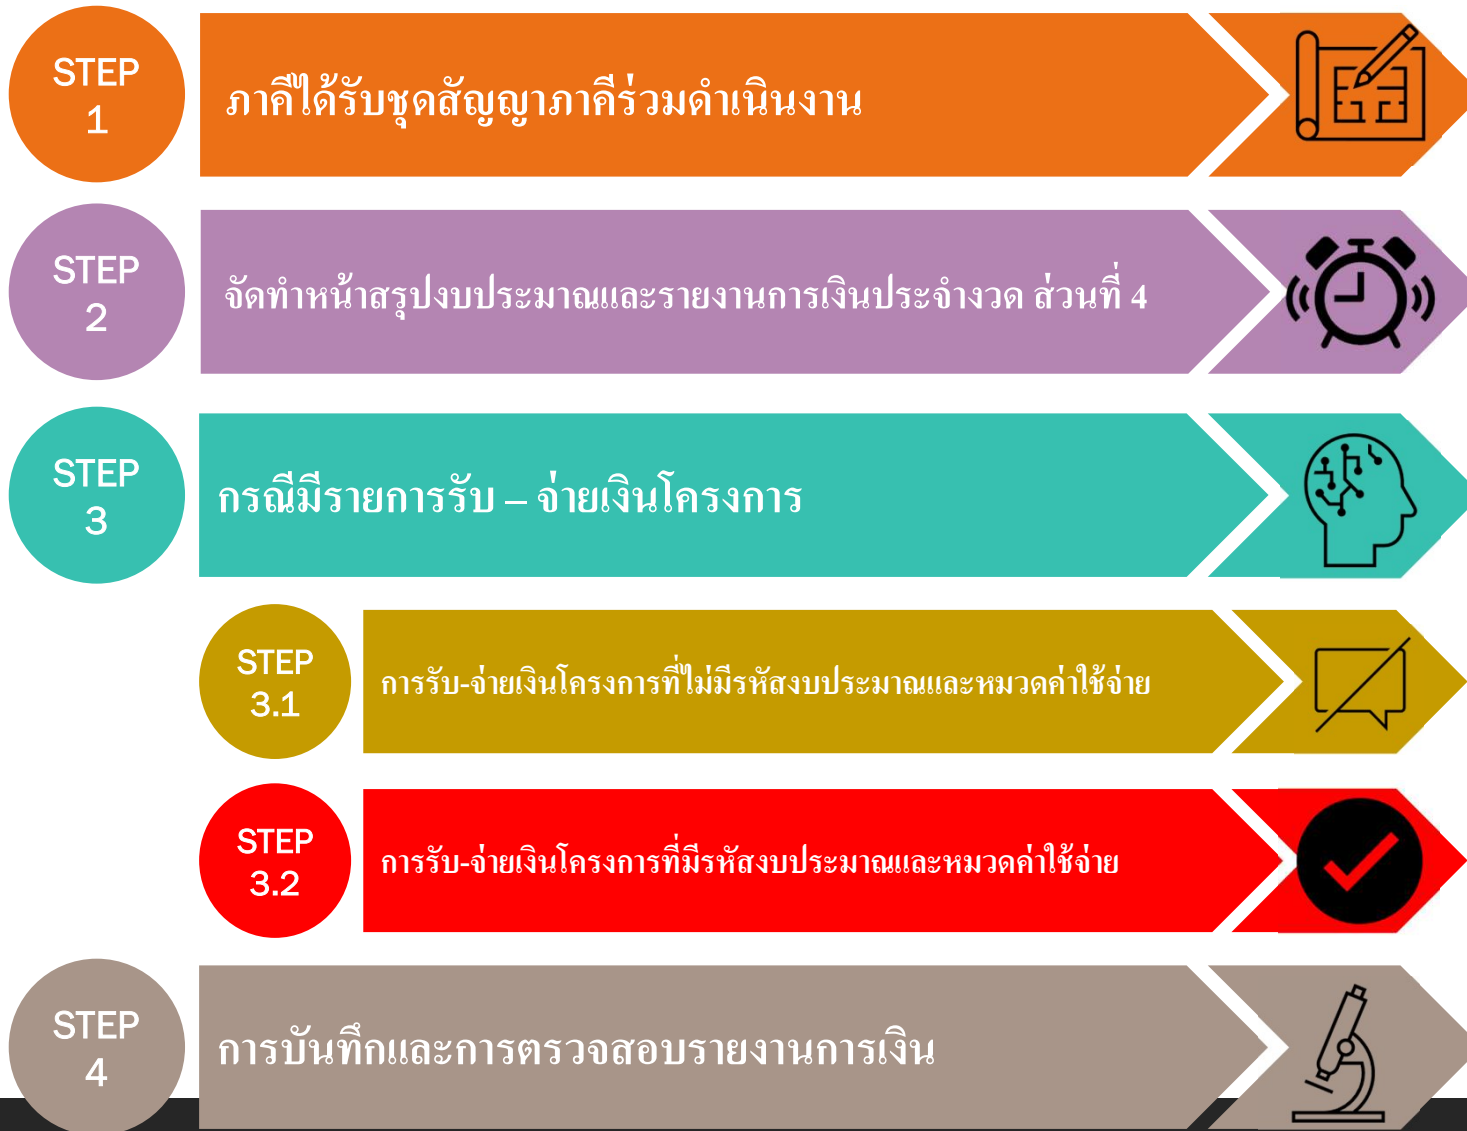 STEP
1
ภาคีได้รับชุดสัญญาภาคีร่วมดำเนินงาน
STEP
2
จัดทำหน้าสรุปงบประมาณและรายงานการเงินประจำงวด ส่วนที่ 4
STEP
3
กรณีมีรายการรับ – จ่ายเงินโครงการ
STEP
3.1
การรับ-จ่ายเงินโครงการที่ไม่มีรหัสงบประมาณและหมวดค่าใช้จ่าย
STEP
3.2
การรับ-จ่ายเงินโครงการที่มีรหัสงบประมาณและหมวดค่าใช้จ่าย
STEP
4
การบันทึกและการตรวจสอบรายงานการเงิน